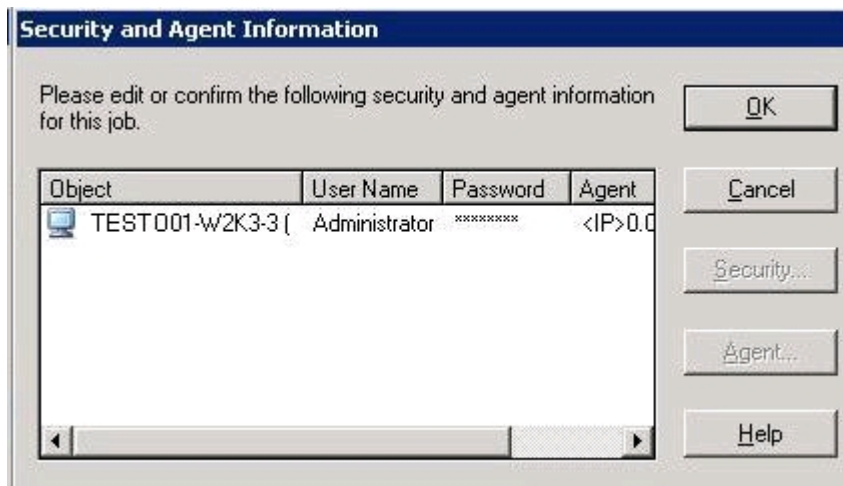 Security and Agent Information
Please edit or confirm the following security and agent information
for this job.
OK
Cancel
Security...
Agent...
Help
Object User Name Password Agent
TEST001-W2K3-3 ( Administrator ******** <IP>0.0